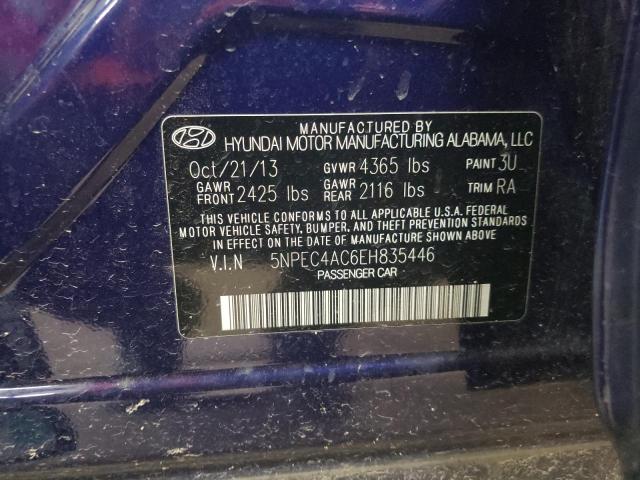 MANUFACTURED BY
HYUNDAI MOTOR MANUFACTURING ALABAMA, LLC
Oct/21/13 GVWR 4365 lbs PAINT 3U
GAWR FRONT 2425 lbs GAWR REAR 2116 lbs TRIM RA
THIS VEHICLE CONFORMS TO ALL APPLICABLE U.S.A. FEDERAL
MOTOR VEHICLE SAFETY, BUMPER, AND THEFT PREVENTION STANDARDS
IN EFFECT ON THE DATE OF MANUFACTURE SHOWN ABOVE
V.I.N 5NPEC4AC6EH835446
PASSENGER CAR